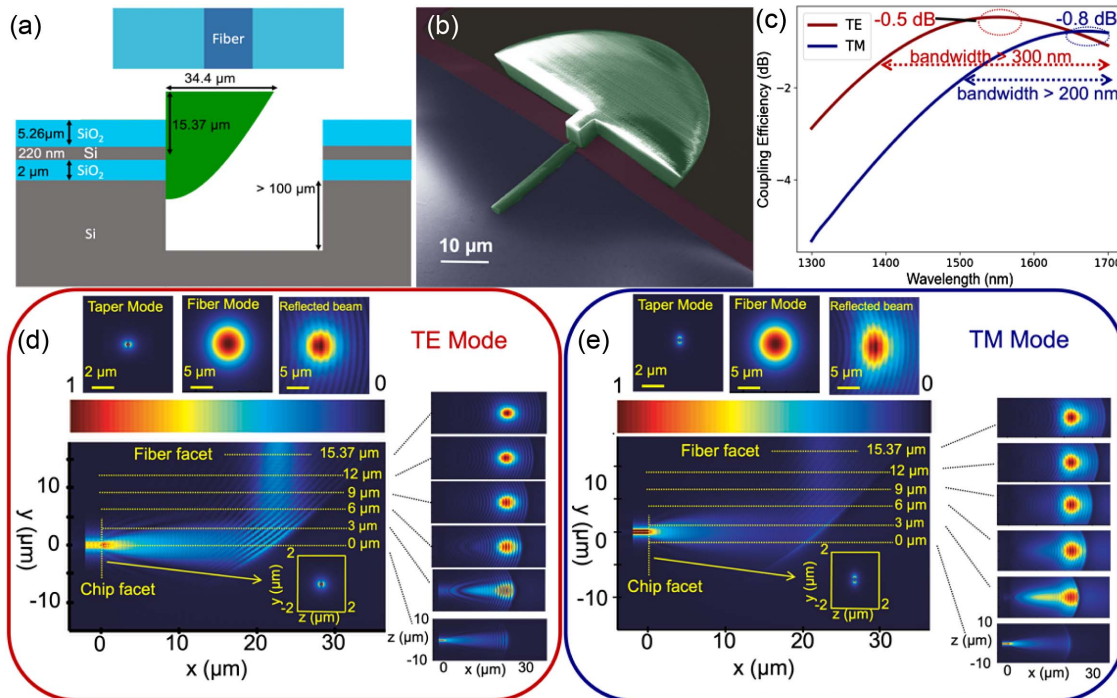 (a)
Fiber
34.4 µm
15.37 µm
5.26µm
SiO₂
220 nm
Si
2 µm
SiO₂
> 100 µm
Si
(b)
10 µm
(c)
TE
TM
-0.5 dB
-0.8 dB
bandwidth > 300 nm
bandwidth > 200 nm
Coupling Efficiency (dB)
-2
-4
1300
1400
1500
1600
1700
Wavelength (nm)
(d)
Taper Mode
Fiber Mode
Reflected beam
TE Mode
2 µm
5 µm
5 µm
1
0
Fiber facet
15.37 µm
12 µm
9 µm
6 µm
3 µm
0 µm
Chip facet
y (µm)
10
0
-10
0
10
20
30
x (µm)
2
y (µm)
-2
2
z (µm)
10
z (µm)
-10
0
30
x (µm)
(e)
Taper Mode
Fiber Mode
Reflected beam
TM Mode
2 µm
5 µm
5 µm
1
0
Fiber facet
15.37 µm
12 µm
9 µm
6 µm
3 µm
0 µm
Chip facet
y (µm)
10
0
-10
0
10
20
30
x (µm)
2
y (µm)
-2
2
z (µm)
10
z (µm)
-10
0
x (µm)
30